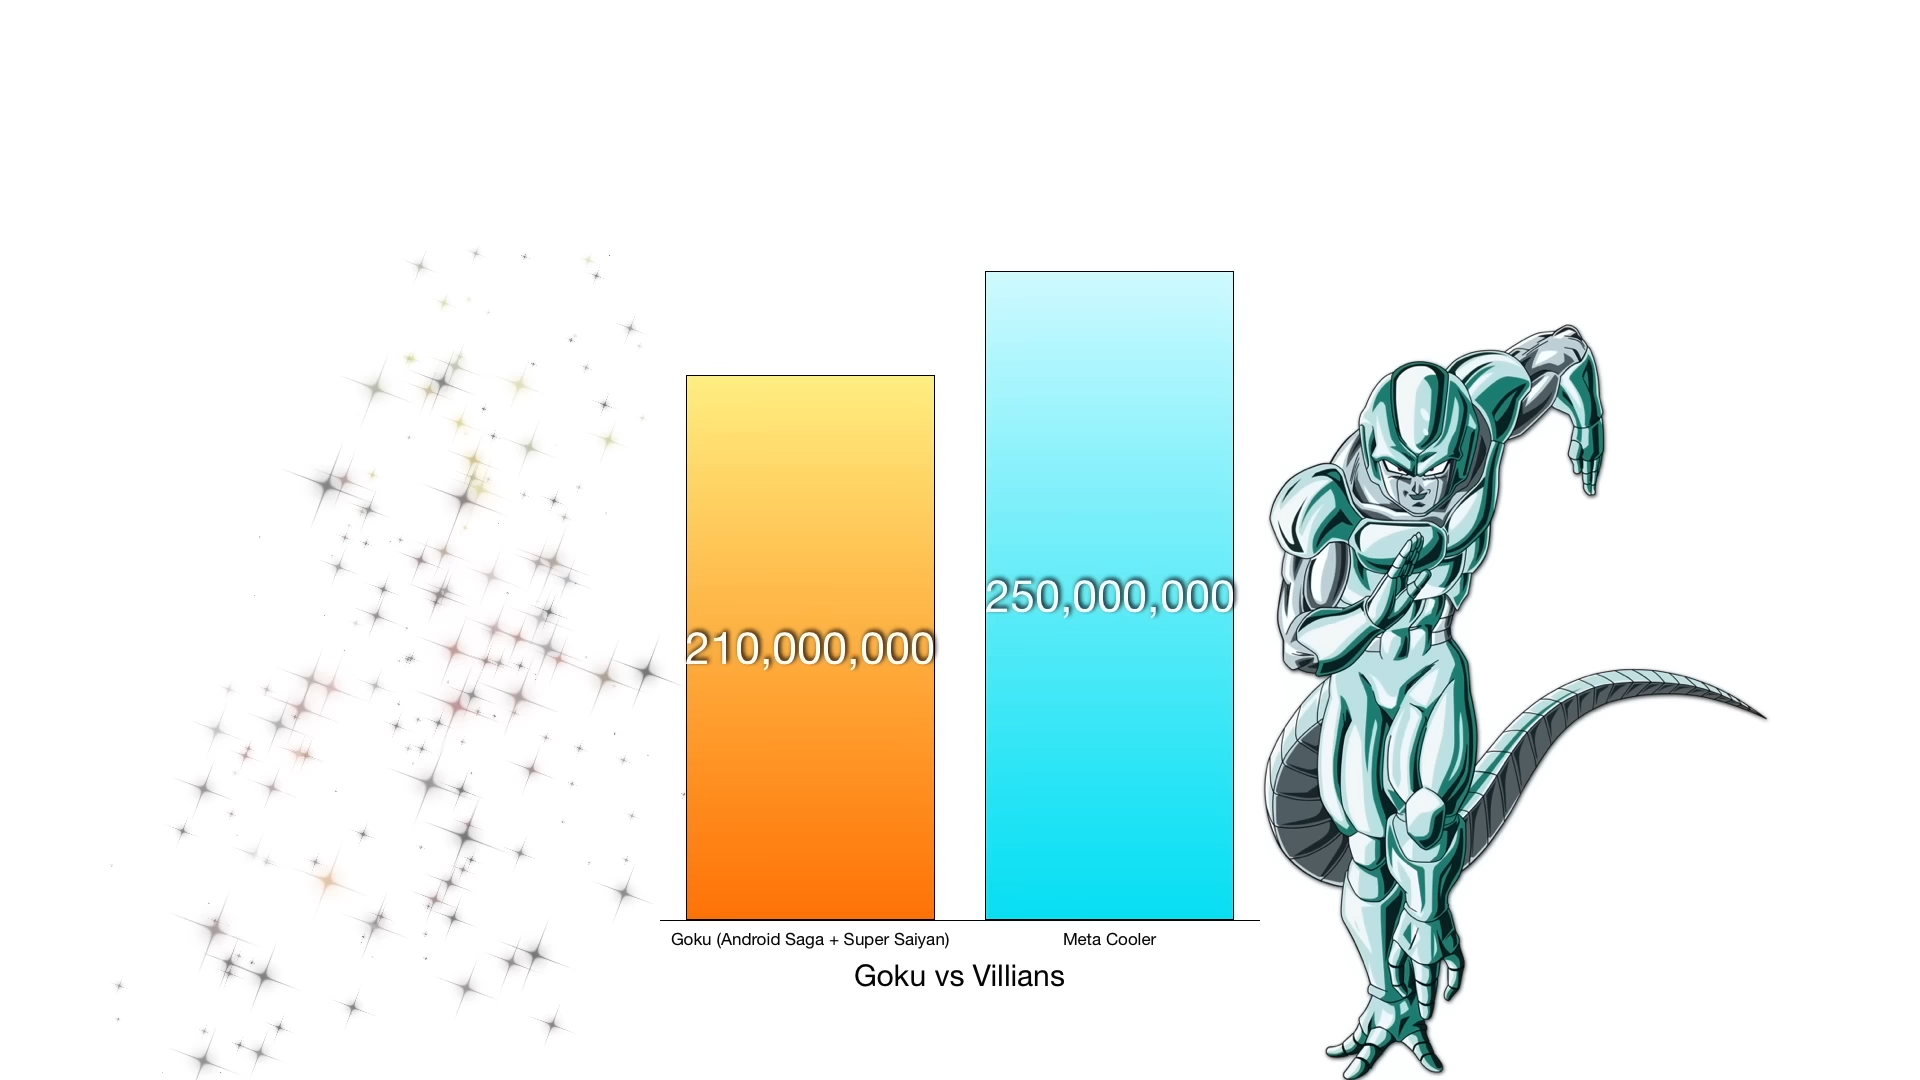 210,000,000
250,000,000
Goku (Android Saga + Super Saiyan)
Meta Cooler
Goku vs Villians